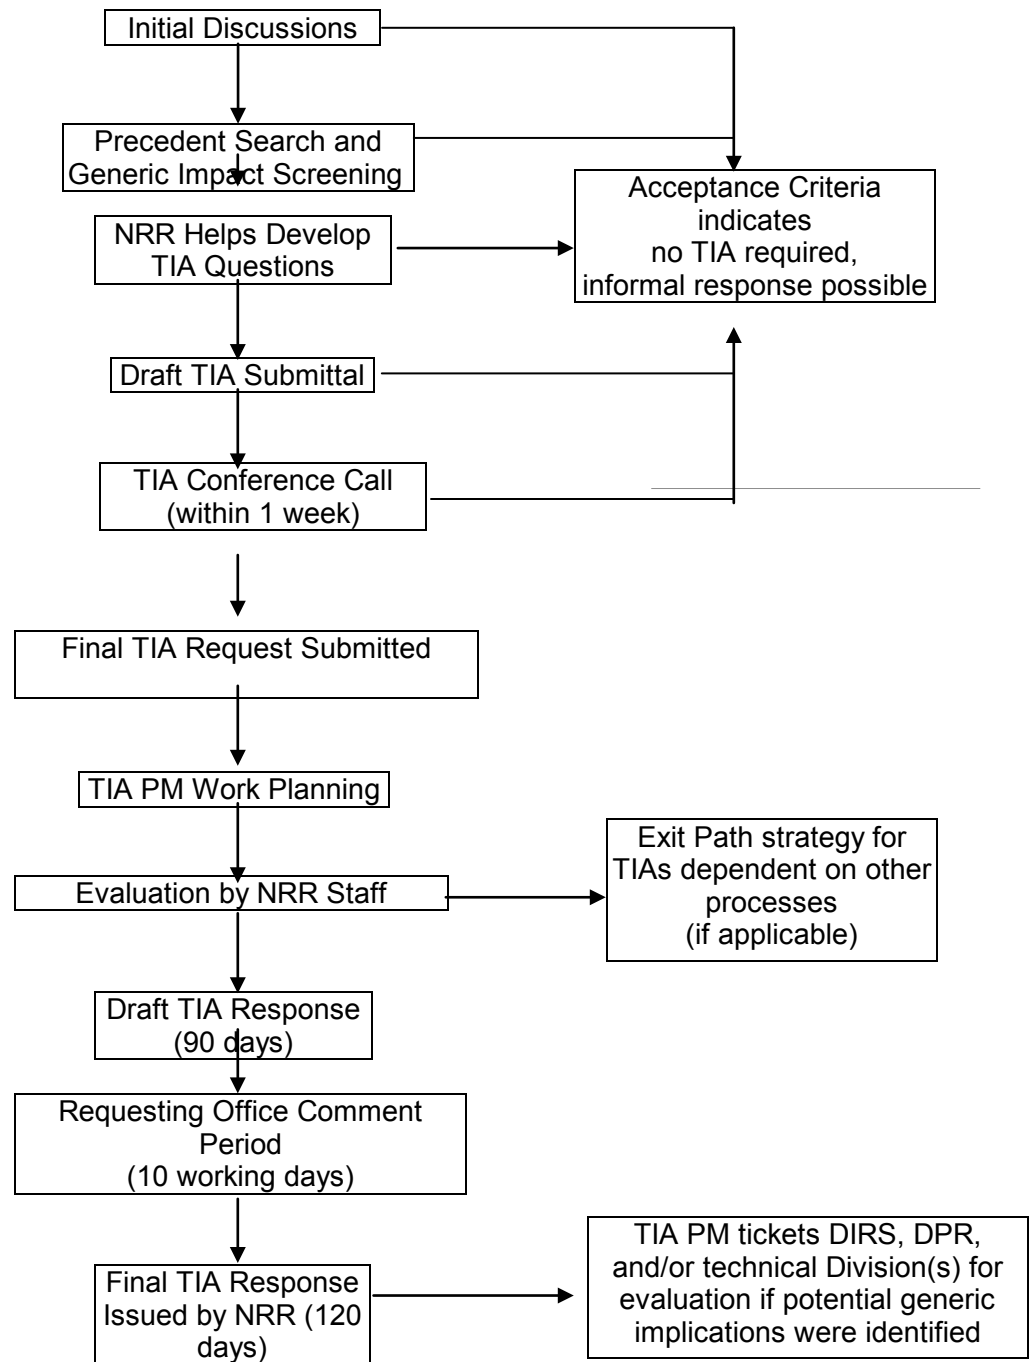 Initial Discussions
Precedent Search and
Generic Impact Screening
Acceptance Criteria
indicates
no TIA required,
informal response possible
NRR Helps Develop
TIA Questions
Draft TIA Submittal
TIA Conference Call
(within 1 week)
Final TIA Request Submitted
TIA PM Work Planning
Evaluation by NRR Staff
Exit Path strategy for
TIAs dependent on other
processes
(if applicable)
Draft TIA Response
(90 days)
Requesting Office Comment
Period
(10 working days)
Final TIA Response
Issued by NRR (120
days)
TIA PM tickets DIRS, DPR,
and/or technical Division(s) for
evaluation if potential generic
implications were identified